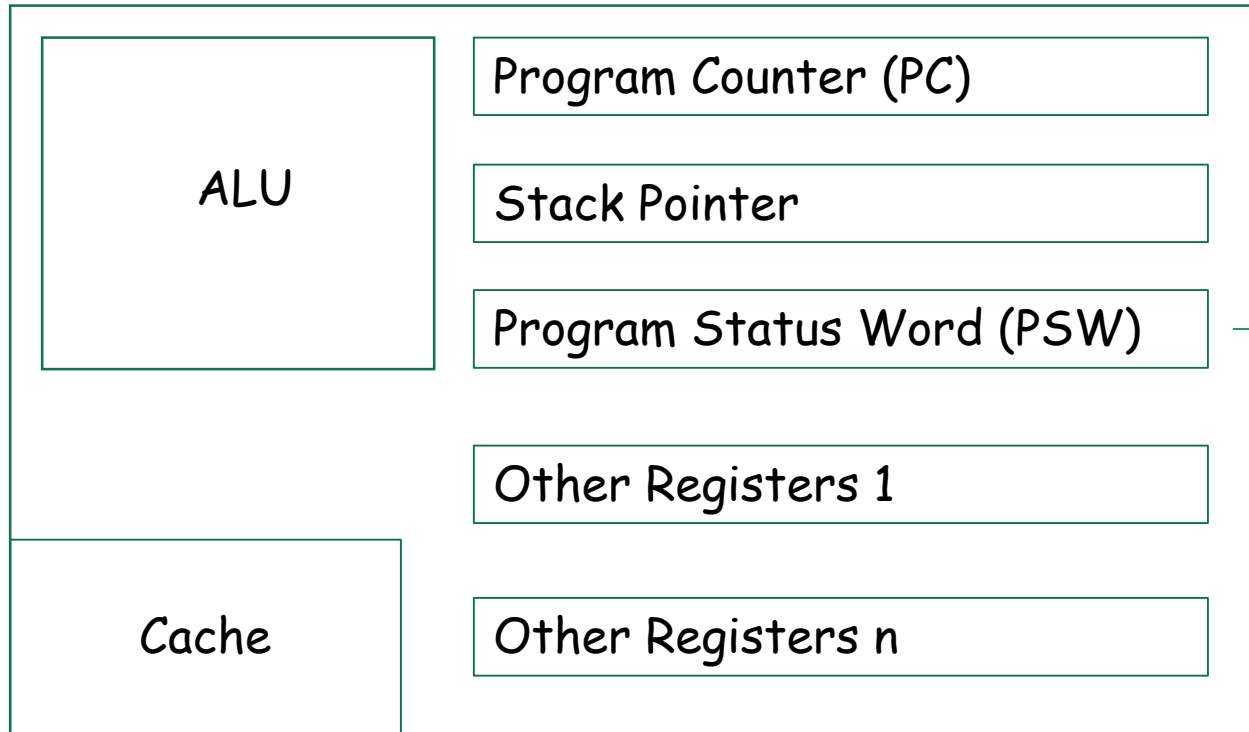 ALU
Program Counter (PC)
Stack Pointer
Program Status Word (PSW)
Other Registers 1
Cache
Other Registers n